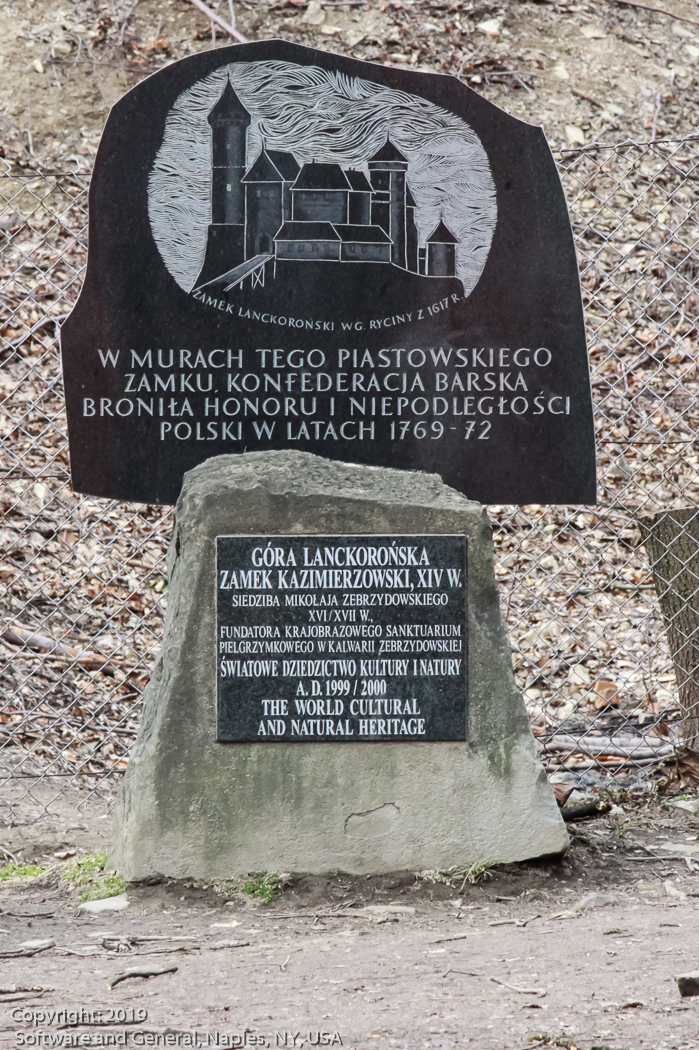 ZAMEK LANCKOROŃSKI WG. RYCINY Z 1617 R.
W MURACH TEGO PIASTOWSKIEGO
ZAMKU, KONFEDERACJA BARSKA
BRONIŁA HONORU I NIEPODLEGŁOŚCI
POLSKI W LATACH 1769-72
GÓRA LANCKOROŃSKA
ZAMEK KAZIMIERZOWSKI, XIV W.
SIEDZIBA MIKOŁAJA ZEBRZYDOWSKIEGO
XVI/XVII W.,
FUNDATORA KRAJOBRAZOWEGO SANKTUARIUM
PIELGRZYMKOWEGO W KALWARII ZEBRZYDOWSKIEJ
ŚWIATOWE DZIEDZICTWO KULTURY I NATURY
A. D. 1999 / 2000
THE WORLD CULTURAL
AND NATURAL HERITAGE
Copyright: 2019
Software and General, Naples, NY, USA